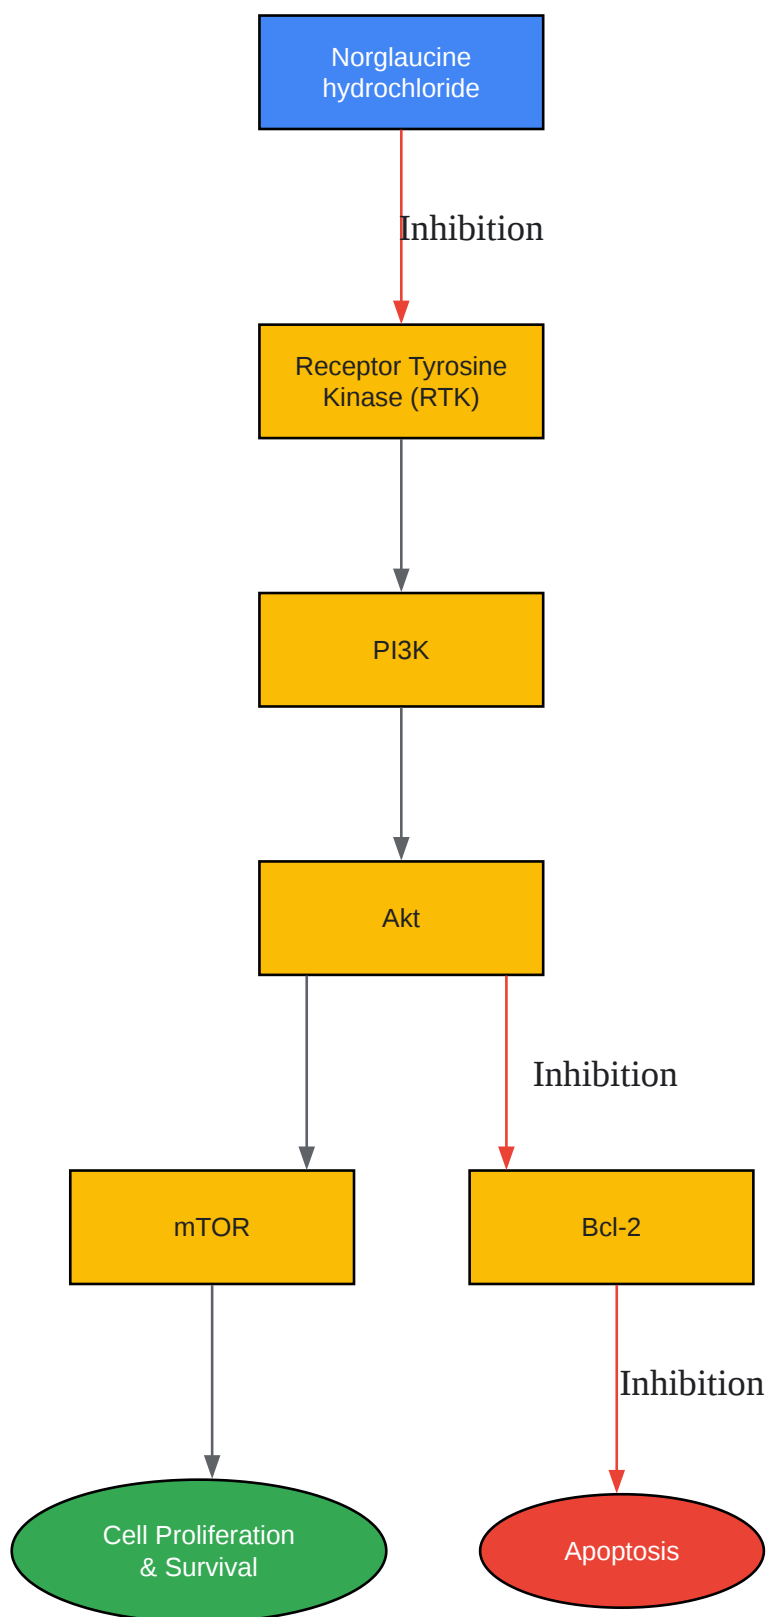 Norglaucine
hydrochloride
Inhibition
Receptor Tyrosine
Kinase (RTK)
PI3K
Akt
Inhibition
mTOR
Bcl-2
Inhibition
Cell Proliferation
& Survival
Apoptosis